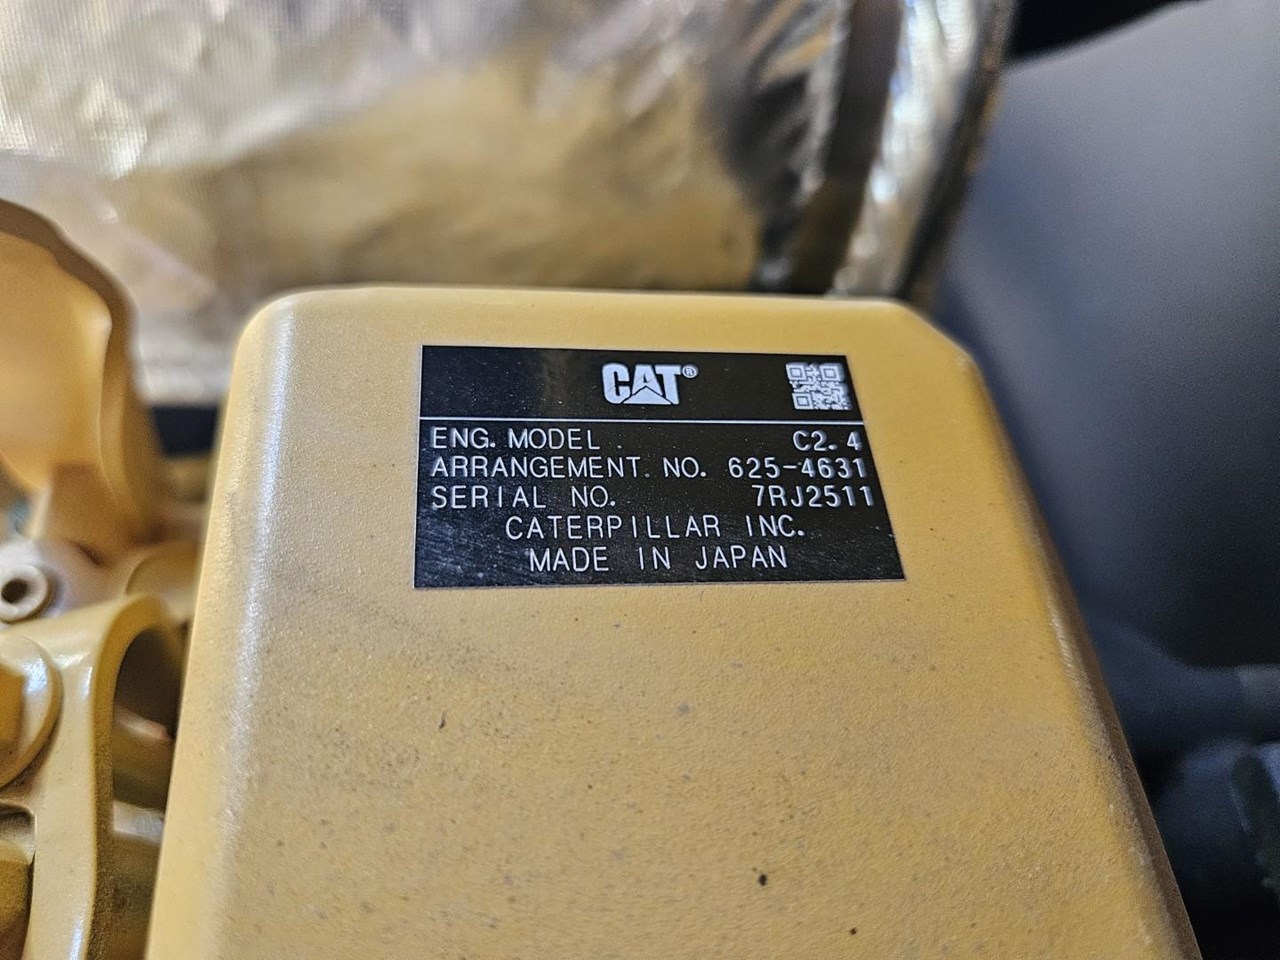 CAT®
ENG. MODEL C2.4
ARRANGEMENT. NO. 625-4631
SERIAL NO. 7RJ2511
CATERPILLAR INC.
MADE IN JAPAN